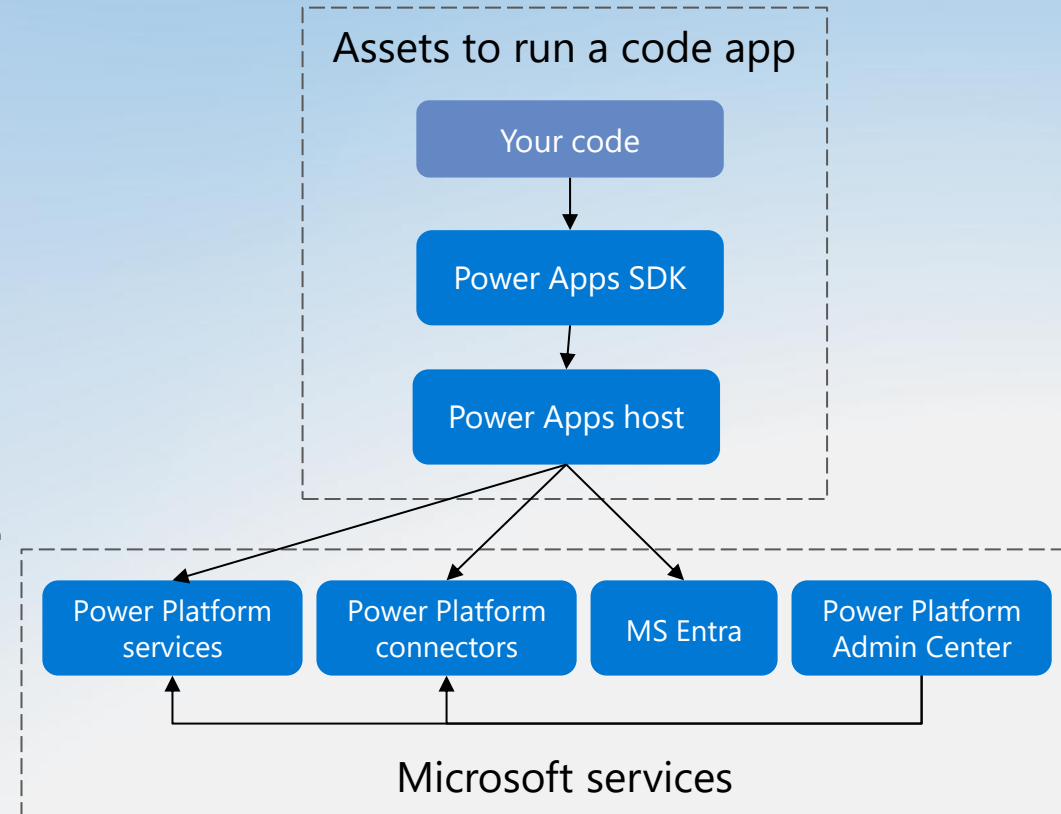 Assets to run a code app
Your code
Power Apps SDK
Power Apps host
Power Platform
services
Power Platform
connectors
MS Entra
Power Platform
Admin Center
Microsoft services